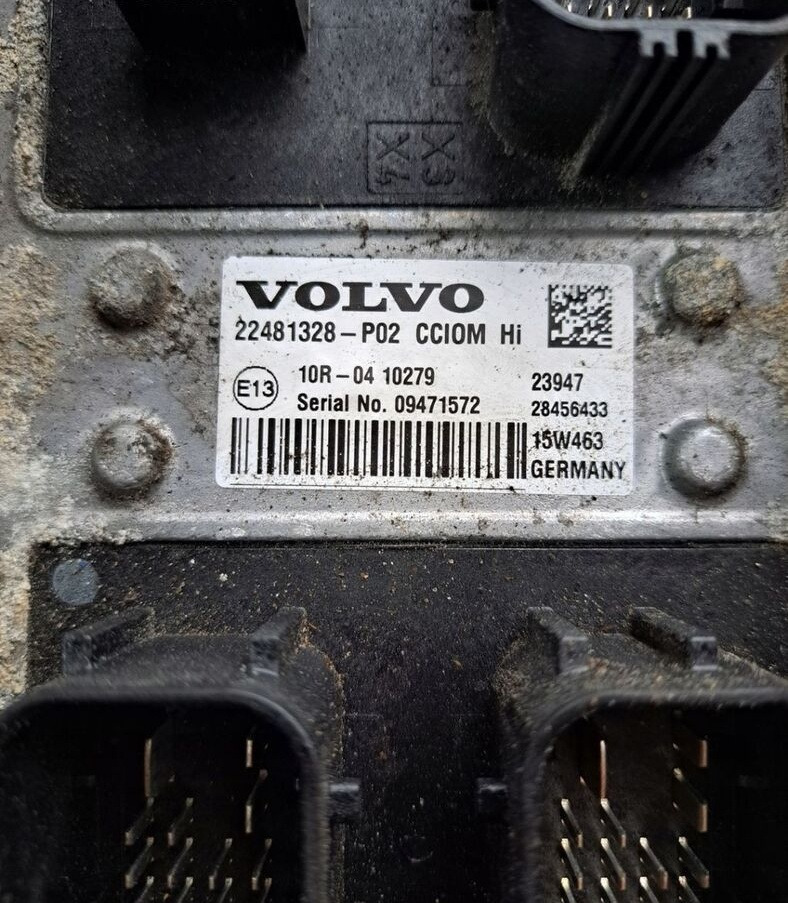 X4 X3
VOLVO
22481328-P02 CCIOM Hi
E13
10R-04 10279
Serial No. 09471572
23947
28456433
15W463
GERMANY